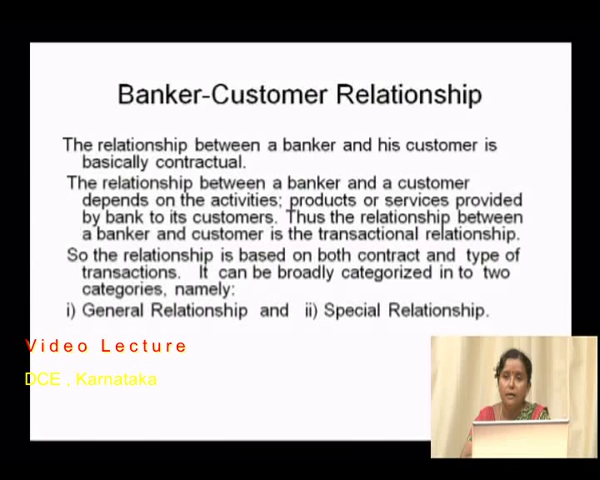 Banker-Customer Relationship
The relationship between a banker and his customer is
basically contractual.
The relationship between a banker and a customer
depends on the activities; products or services provided
by bank to its customers. Thus the relationship between
a banker and customer is the transactional relationship.
So the relationship is based on both contract and type of
transactions. It can be broadly categorized in to two
categories, namely:
i) General Relationship and ii) Special Relationship.
Video Lecture
DCE , Karnataka